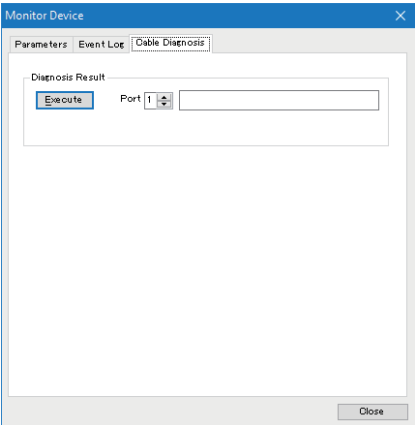 Monitor Device
Parameters Event Log Cable Diagnosis
Diagnosis Result
Execute Port 1
Close